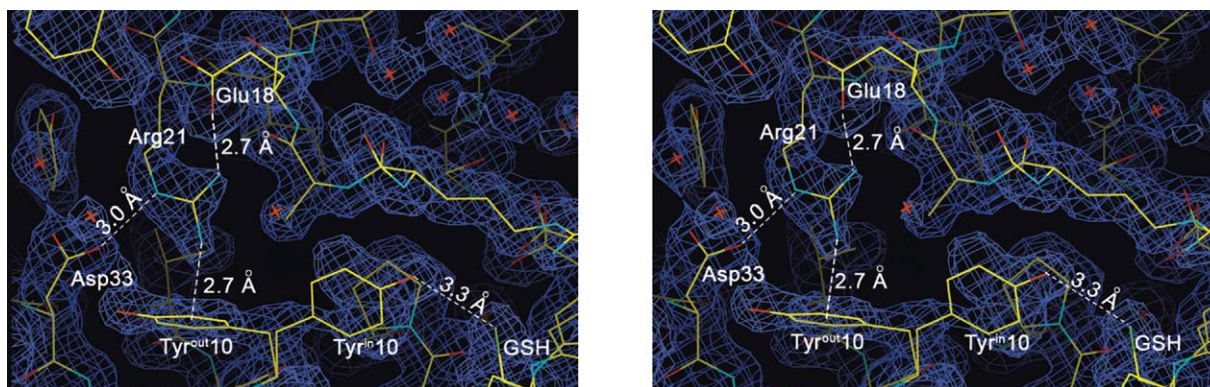 Glu18
Arg21
2.7 Å
3.0 Å
Asp33
2.7 Å
3.3 Å
Tyrᵒᵘᵗ10
Tyrⁱⁿ10
GSH
Glu18
Arg21
2.7 Å
3.0 Å
Asp33
2.7 Å
3.3 Å
Tyrᵒᵘᵗ10
Tyrⁱⁿ10
GSH